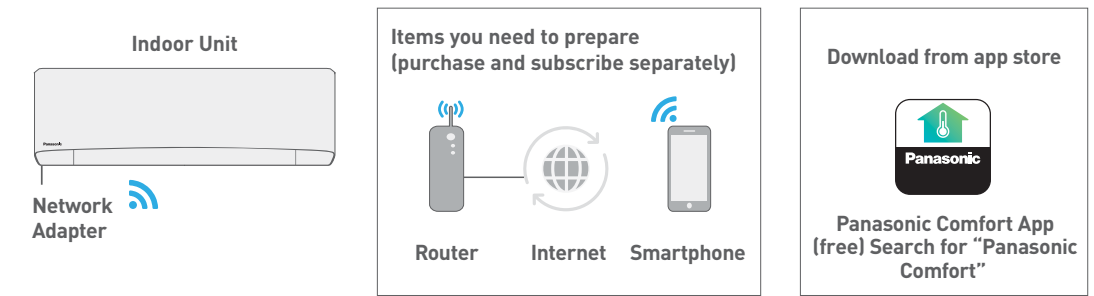 Indoor Unit
Panasonic
Network
Adapter
Items you need to prepare
(purchase and subscribe separately)
Router
Internet
Smartphone
Download from app store
Panasonic
Panasonic Comfort App
(free) Search for “Panasonic
Comfort”